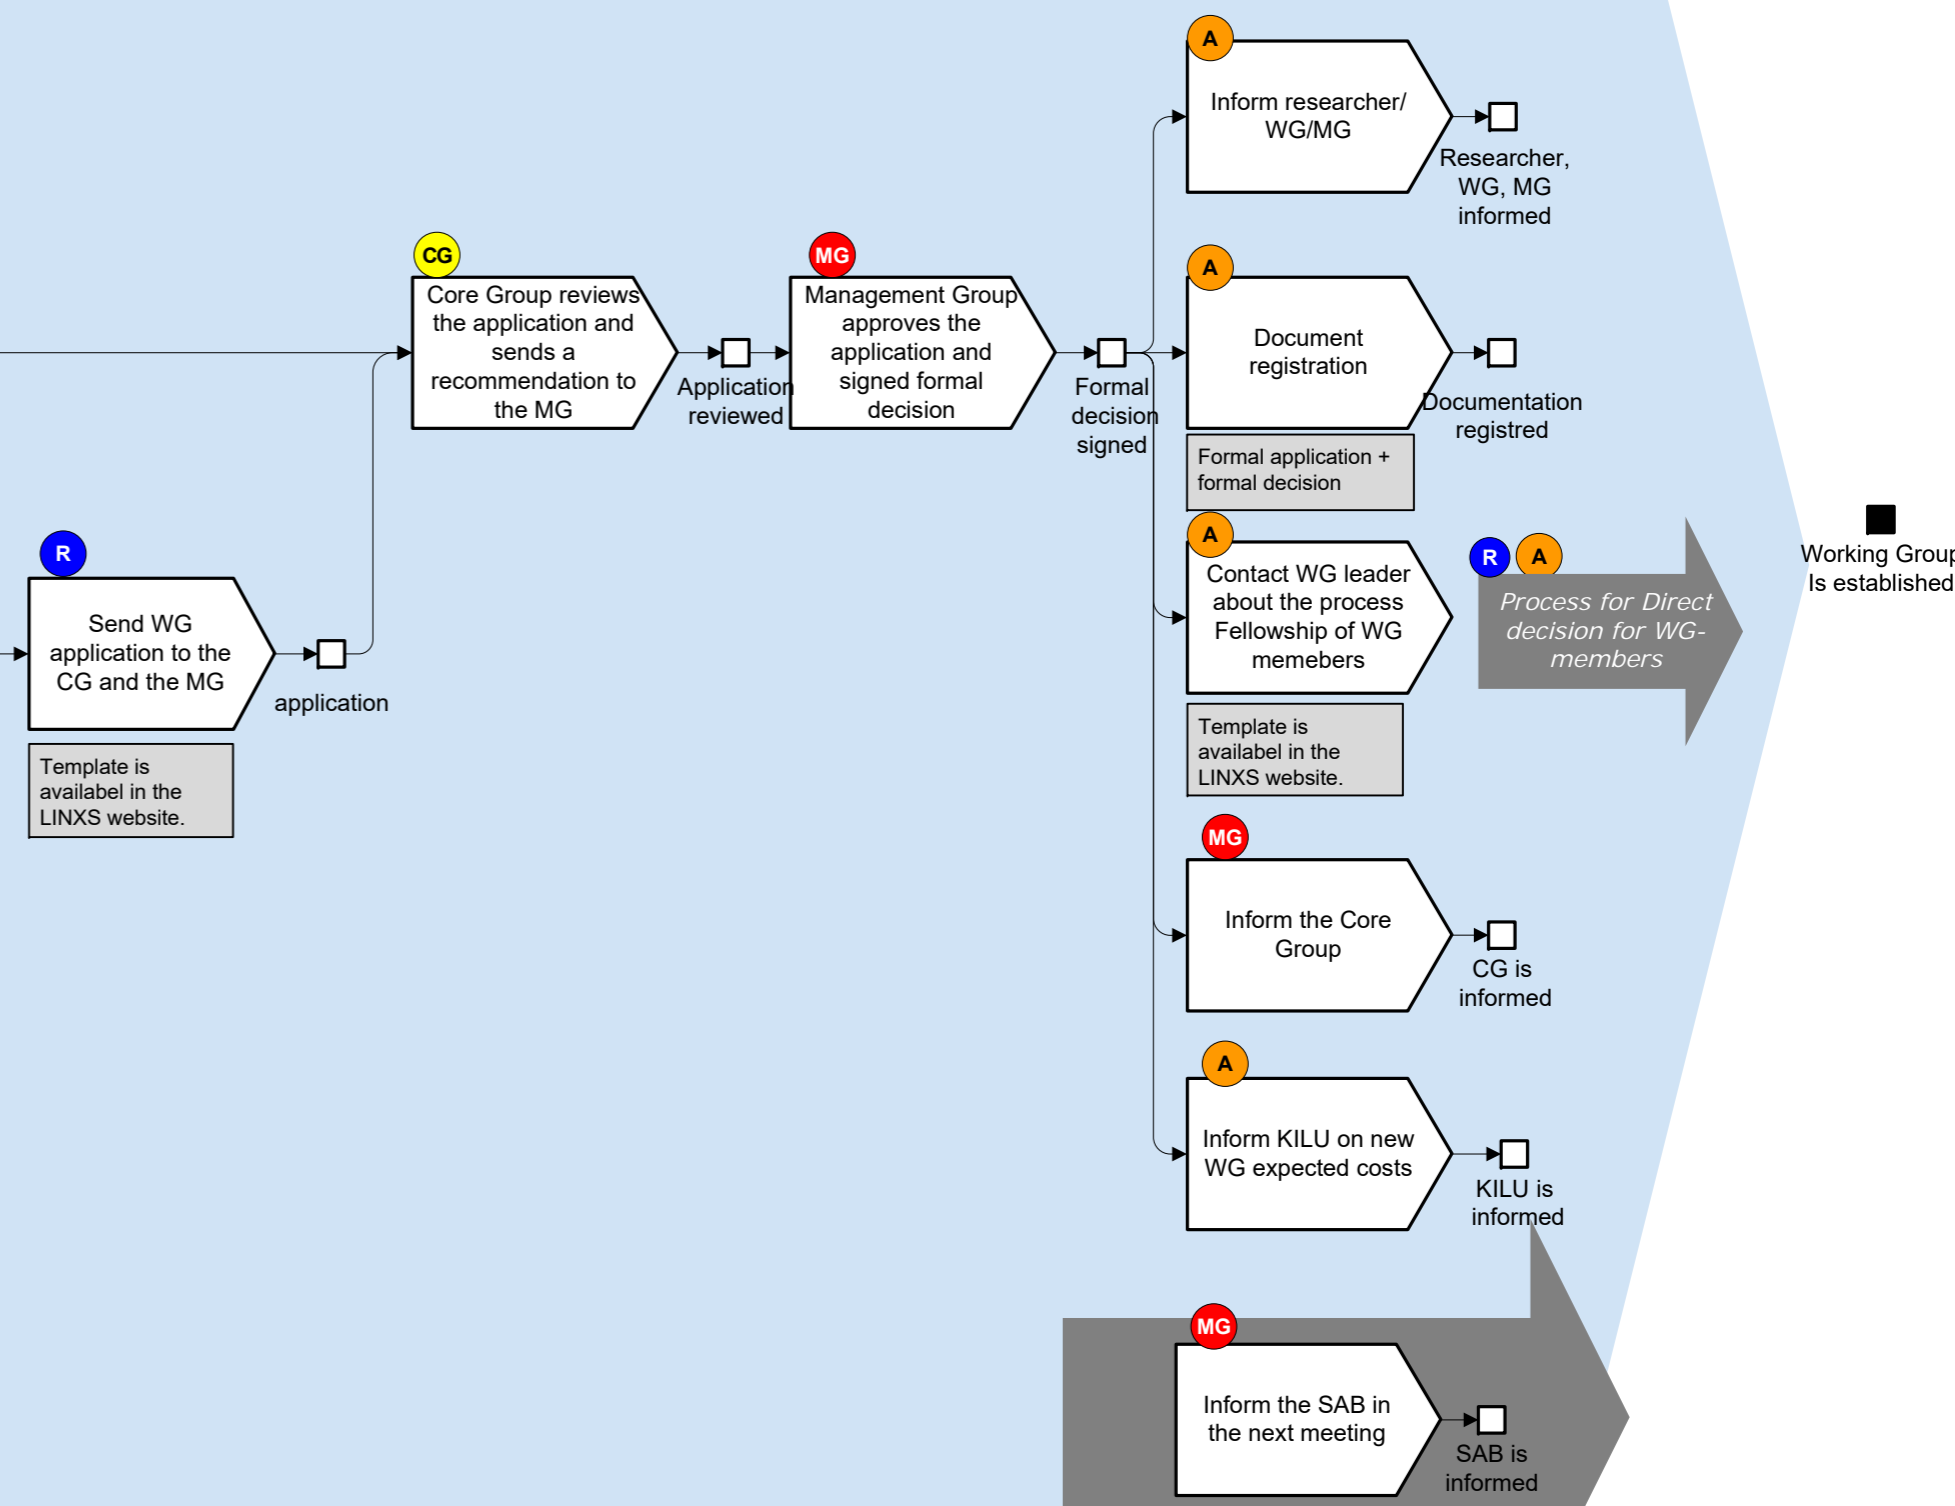 A
Inform researcher/
WG/MG
Researcher,
WG, MG
informed
CG
Core Group reviews
the application and
sends a
recommendation to
the MG
Application
reviewed
MG
Management Group
approves the
application and
signed formal
decision
Formal
decision
signed
A
Document
registration
Documentation
registred
Formal application +
formal decision
R
Send WG
application to the
CG and the MG
application
Template is
availabel in the
LINXS website.
A
Contact WG leader
about the process
Fellowship of WG
memebers
Template is
availabel in the
LINXS website.
R
A
Process for Direct
decision for WG-
members
Working Group
Is established
MG
Inform the Core
Group
CG is
informed
A
Inform KILU on new
WG expected costs
KILU is
informed
MG
Inform the SAB in
the next meeting
SAB is
informed